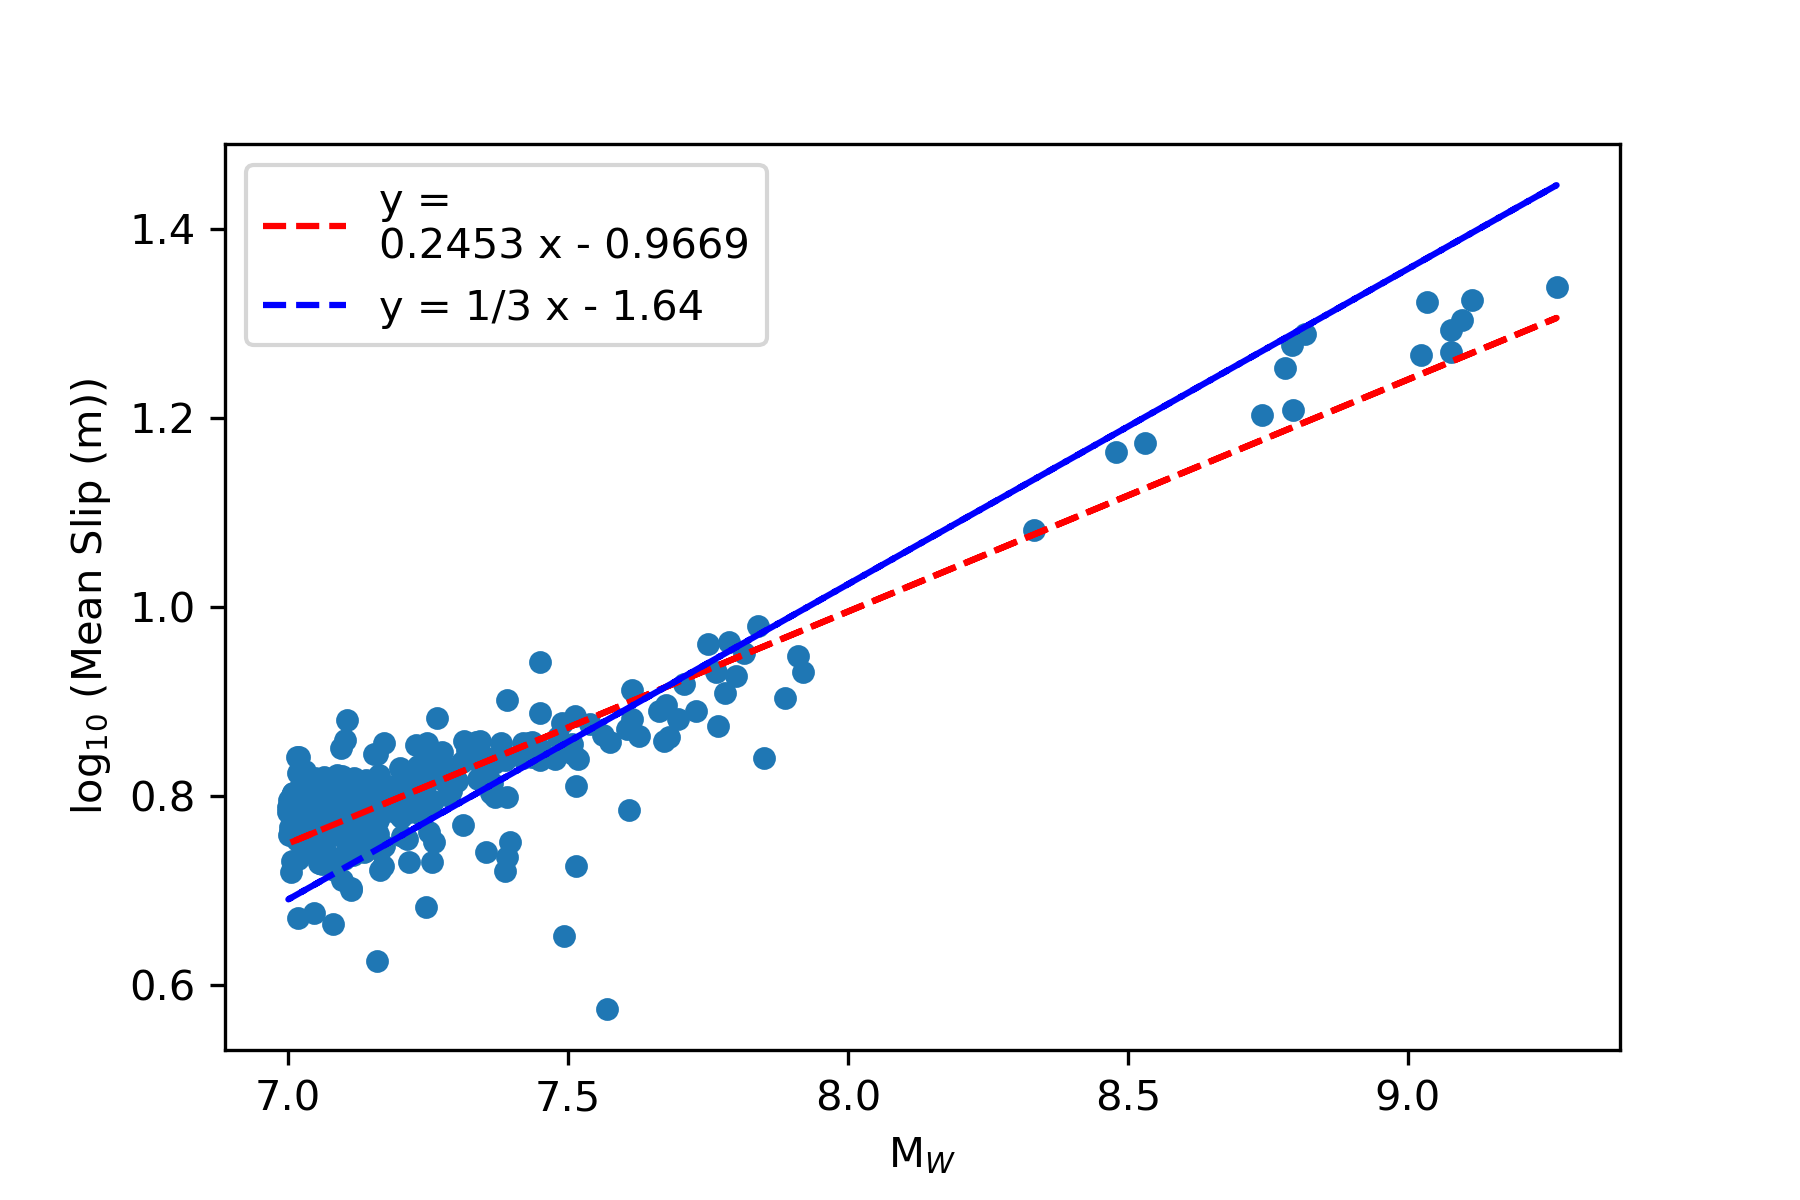 y =
0.2453 x - 0.9669
y = 1/3 x - 1.64
1.4
1.2
1.0
0.8
0.6
log₁₀ (Mean Slip (m))
7.0
7.5
8.0
8.5
9.0
M_W